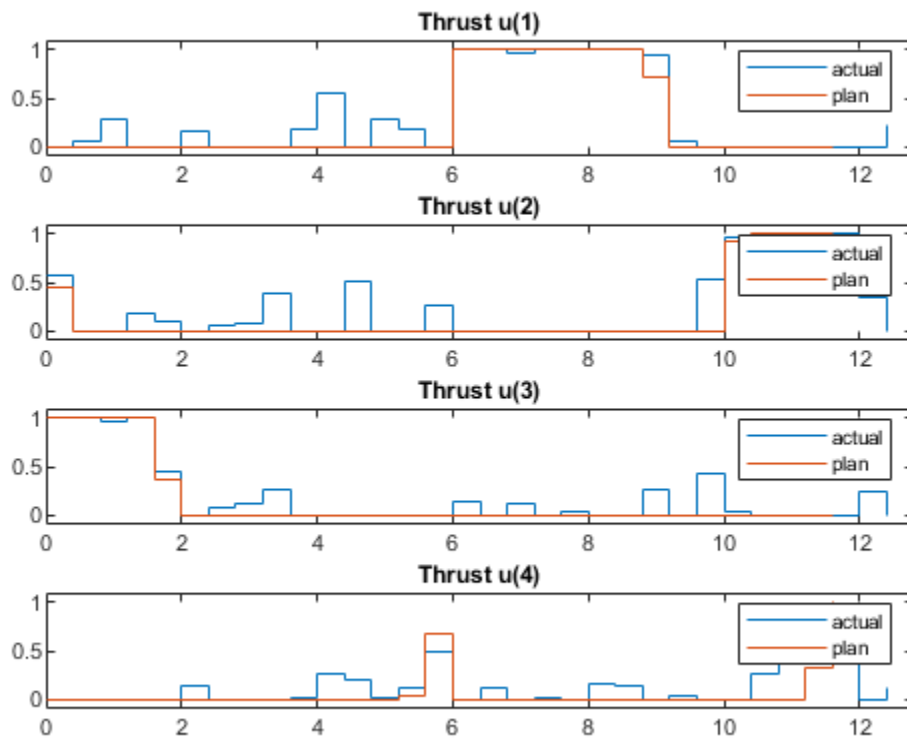 Thrust u(1)
1
0.5
0
actual
plan
0 2 4 6 8 10 12
Thrust u(2)
1
0.5
0
actual
plan
0 2 4 6 8 10 12
Thrust u(3)
1
0.5
0
actual
plan
0 2 4 6 8 10 12
Thrust u(4)
1
0.5
0
actual
plan
0 2 4 6 8 10 12